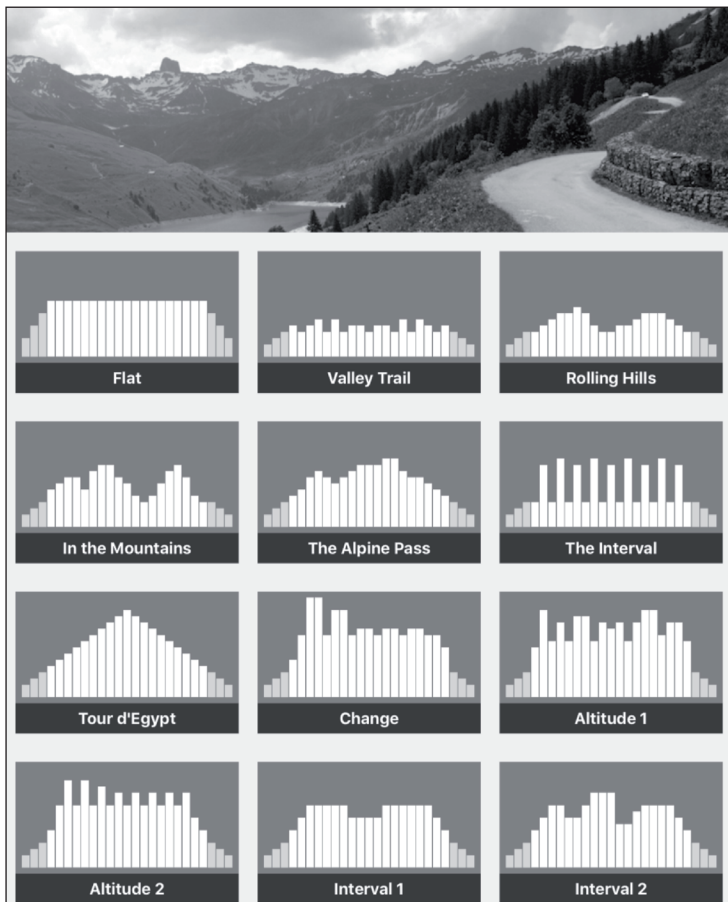 Flat
Valley Trail
Rolling Hills
In the Mountains
The Alpine Pass
The Interval
Tour d'Egypt
Change
Altitude 1
Altitude 2
Interval 1
Interval 2